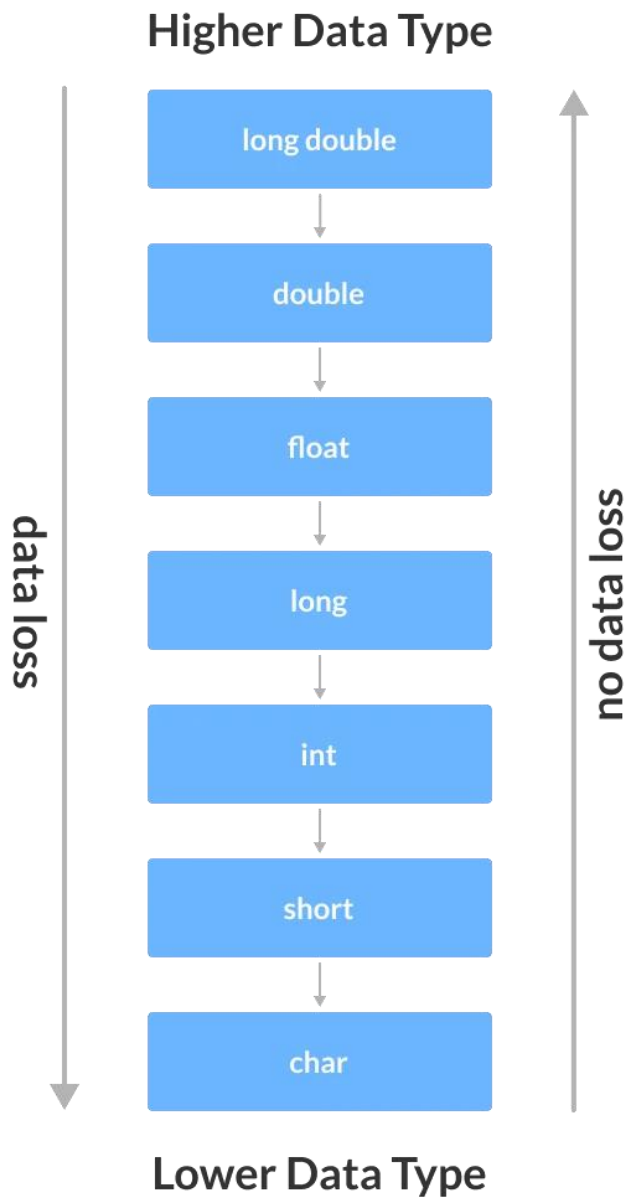 Higher Data Type
long double
double
float
long
int
short
char
data loss
no data loss
Lower Data Type